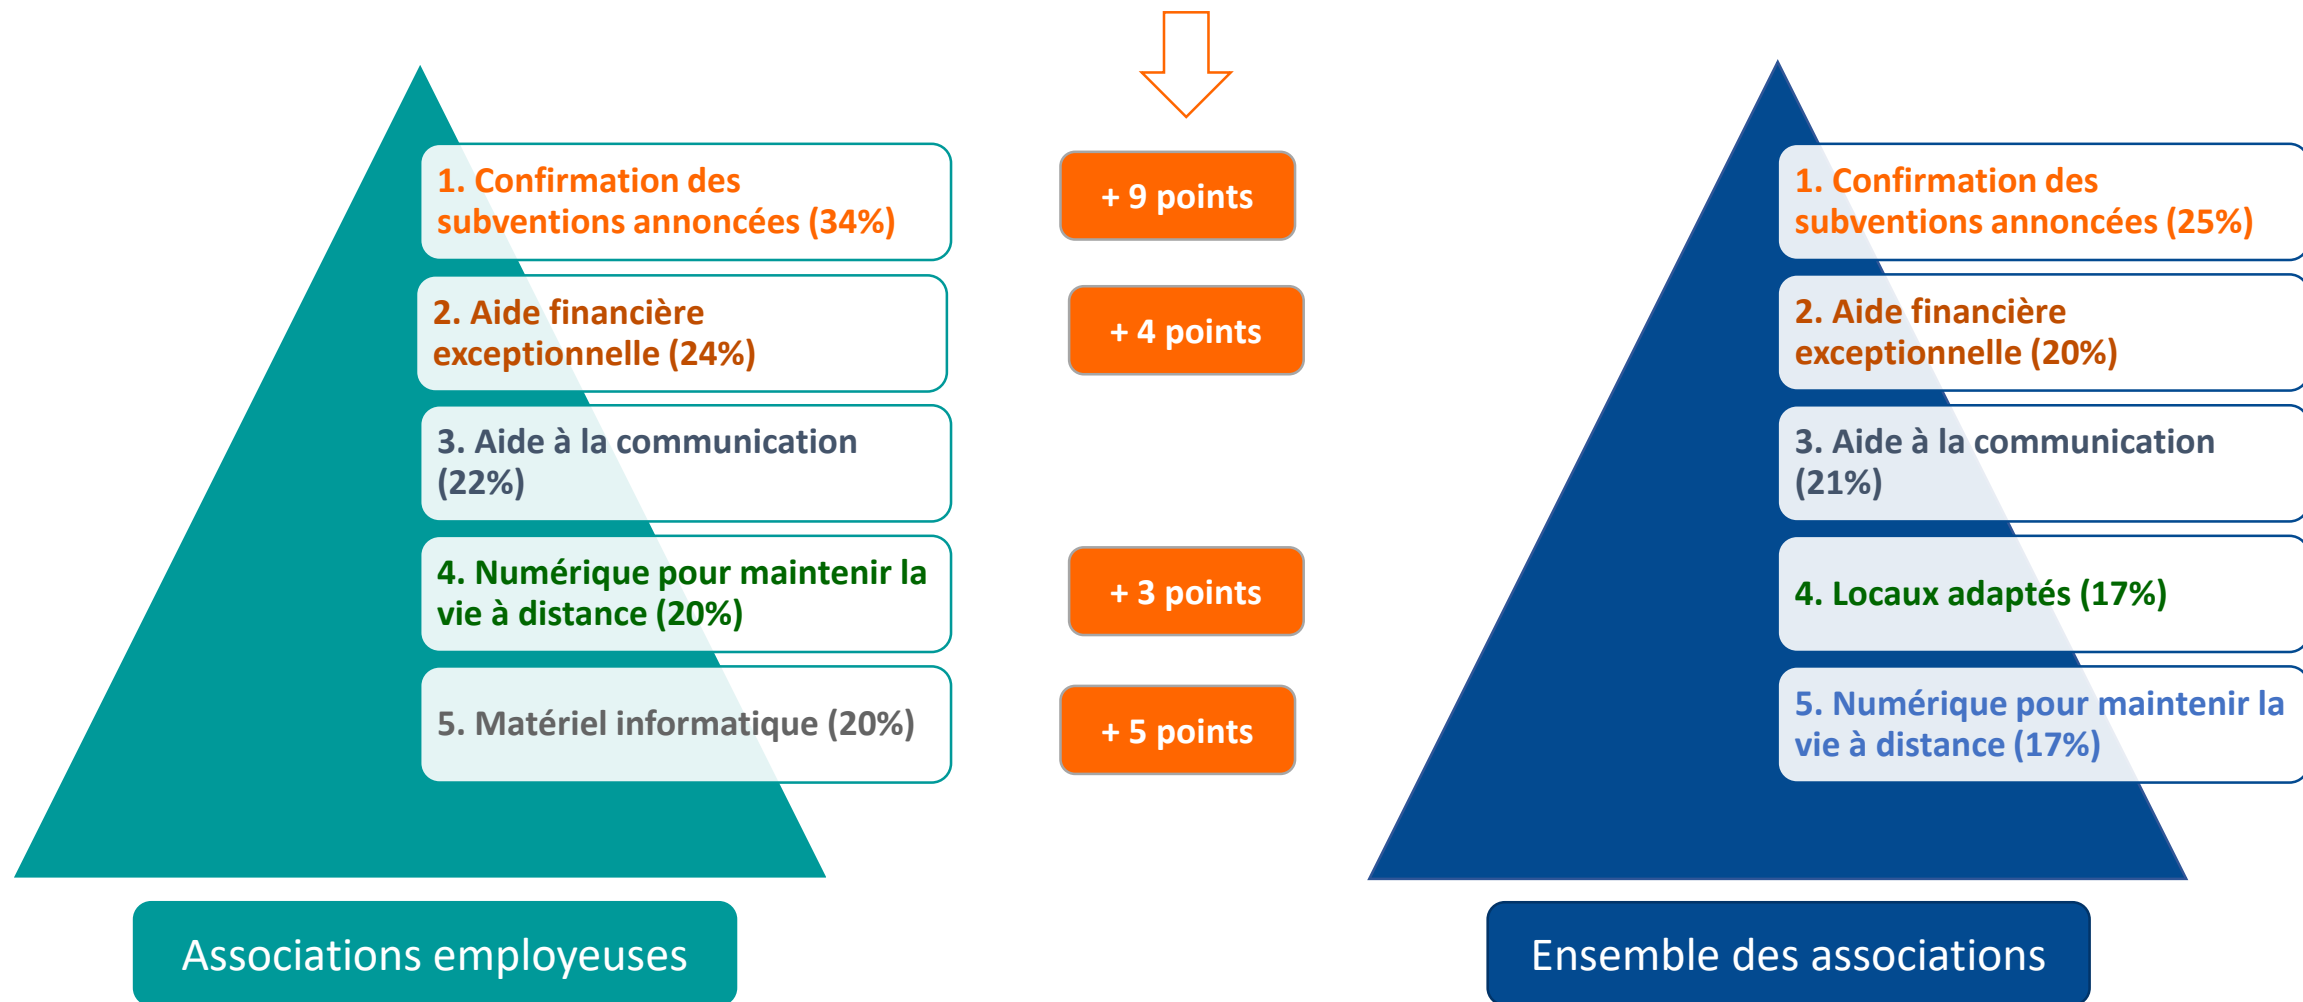 1. Confirmation des
subventions annoncées (34%)
2. Aide financière
exceptionnelle (24%)
3. Aide à la communication
(22%)
4. Numérique pour maintenir la
vie à distance (20%)
5. Matériel informatique (20%)
Associations employeuses
+ 9 points
+ 4 points
+ 3 points
+ 5 points
1. Confirmation des
subventions annoncées (25%)
2. Aide financière
exceptionnelle (20%)
3. Aide à la communication
(21%)
4. Locaux adaptés (17%)
5. Numérique pour maintenir la
vie à distance (17%)
Ensemble des associations